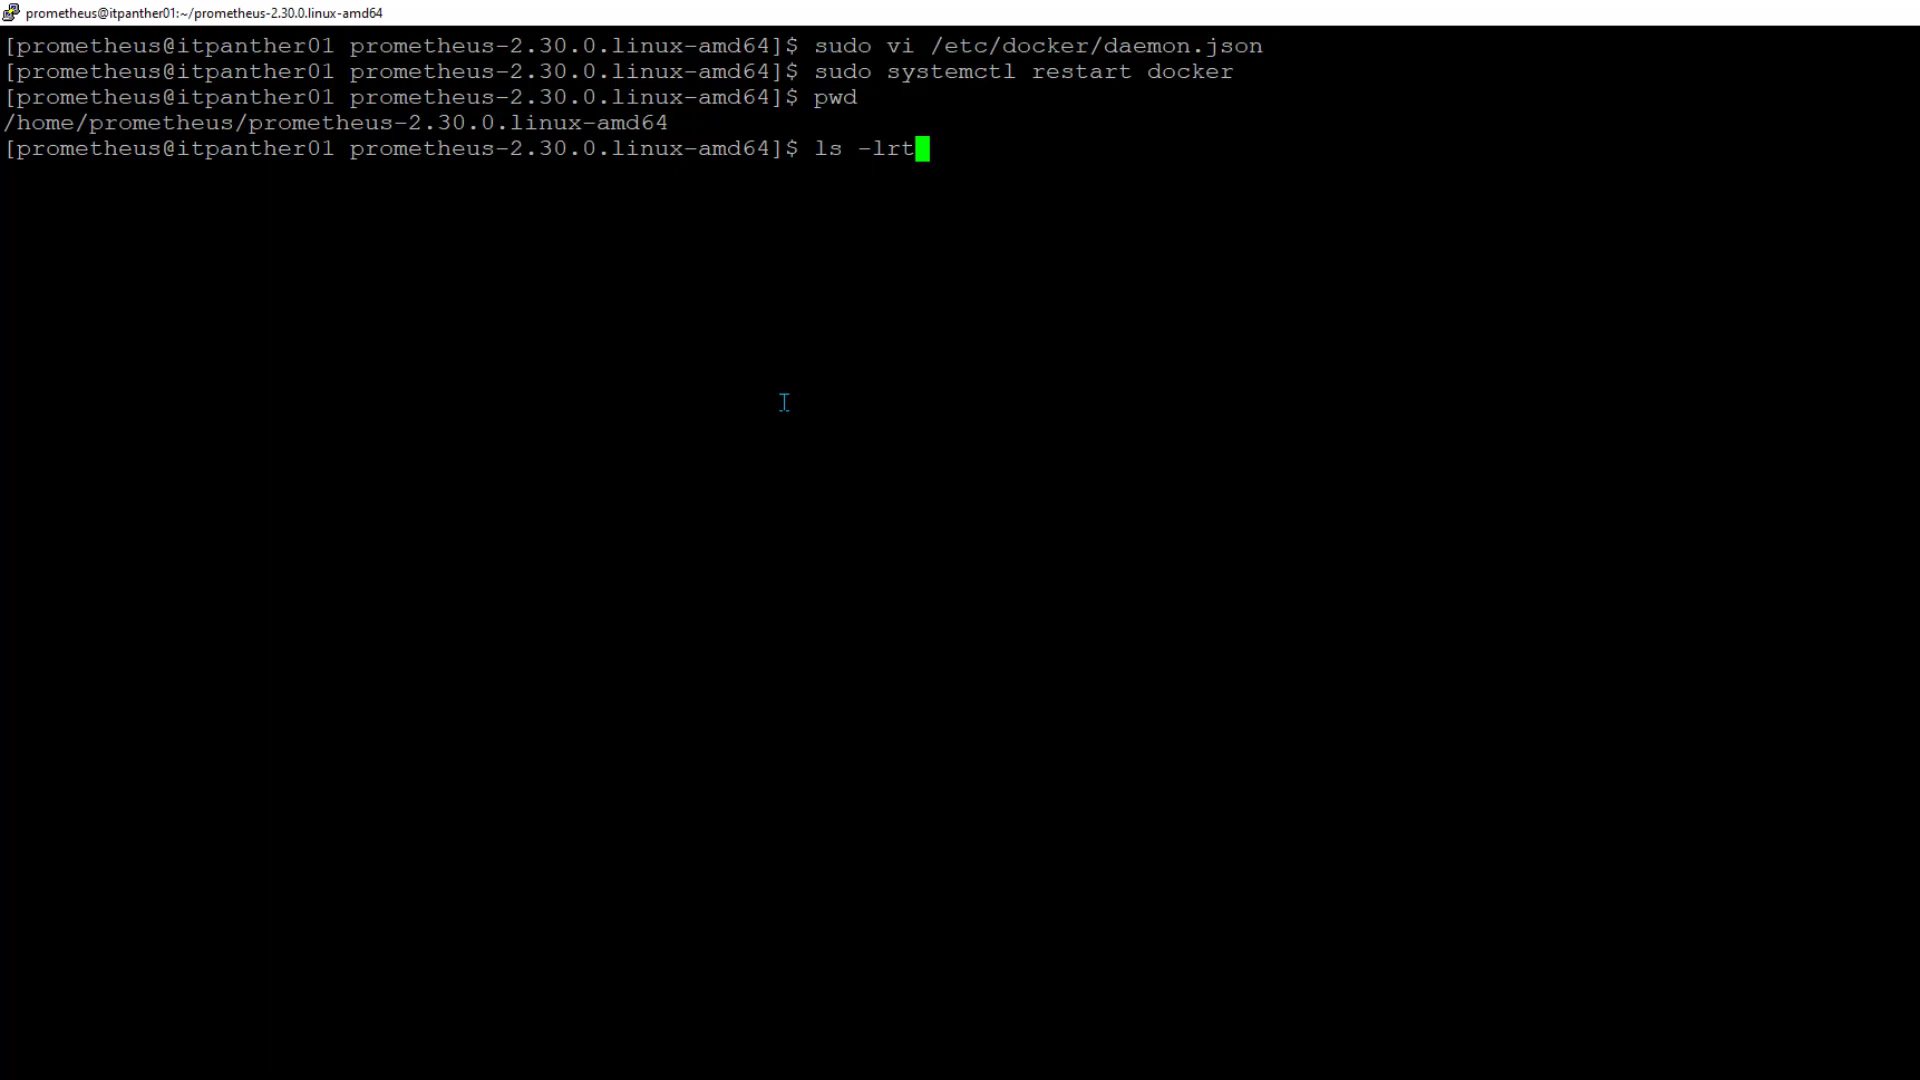 prometheus@itpanther01:~/prometheus-2.30.0.linux-amd64
[prometheus@itpanther01 prometheus-2.30.0.linux-amd64]$ sudo vi /etc/docker/daemon.json
[prometheus@itpanther01 prometheus-2.30.0.linux-amd64]$ sudo systemctl restart docker
[prometheus@itpanther01 prometheus-2.30.0.linux-amd64]$ pwd
/home/prometheus/prometheus-2.30.0.linux-amd64
[prometheus@itpanther01 prometheus-2.30.0.linux-amd64]$ ls -lrt